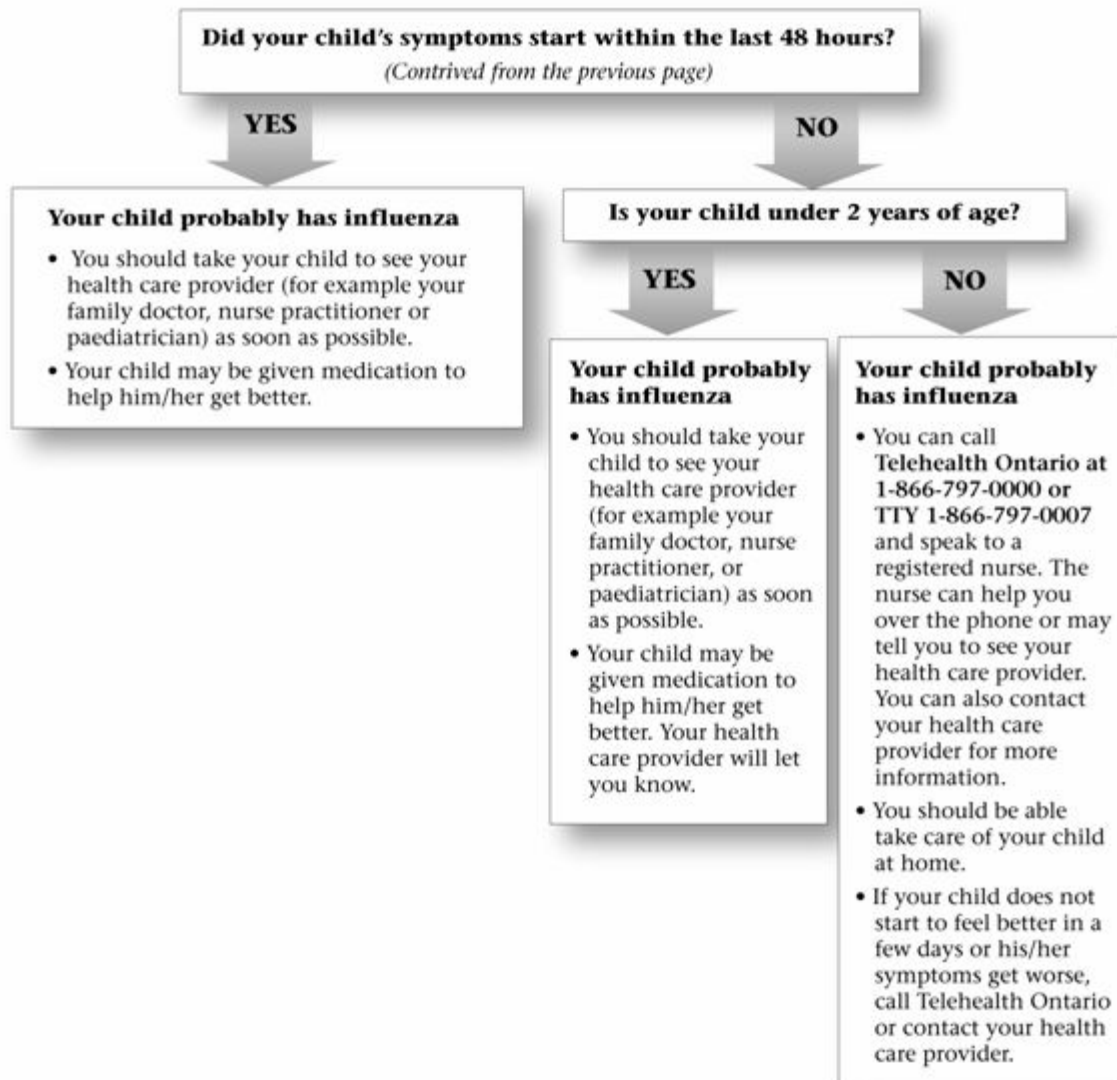 Did your child's symptoms start within the last 48 hours?
(Contrived from the previous page)
YES
NO
Your child probably has influenza
• You should take your child to see your
health care provider (for example your
family doctor, nurse practitioner or
paediatrician) as soon as possible.
• Your child may be given medication to
help him/her get better.
Is your child under 2 years of age?
YES
NO
Your child probably
has influenza
• You should take your
child to see your
health care provider
(for example your
family doctor, nurse
practitioner, or
paediatrician) as soon
as possible.
• Your child may be
given medication to
help him/her get
better. Your health
care provider will let
you know.
Your child probably
has influenza
• You can call
Telehealth Ontario at
1-866-797-0000 or
TTY 1-866-797-0007
and speak to a
registered nurse. The
nurse can help you
over the phone or may
tell you to see your
health care provider.
You can also contact
your health care
provider for more
information.
• You should be able
take care of your child
at home.
• If your child does not
start to feel better in a
few days or his/her
symptoms get worse,
call Telehealth Ontario
or contact your health
care provider.